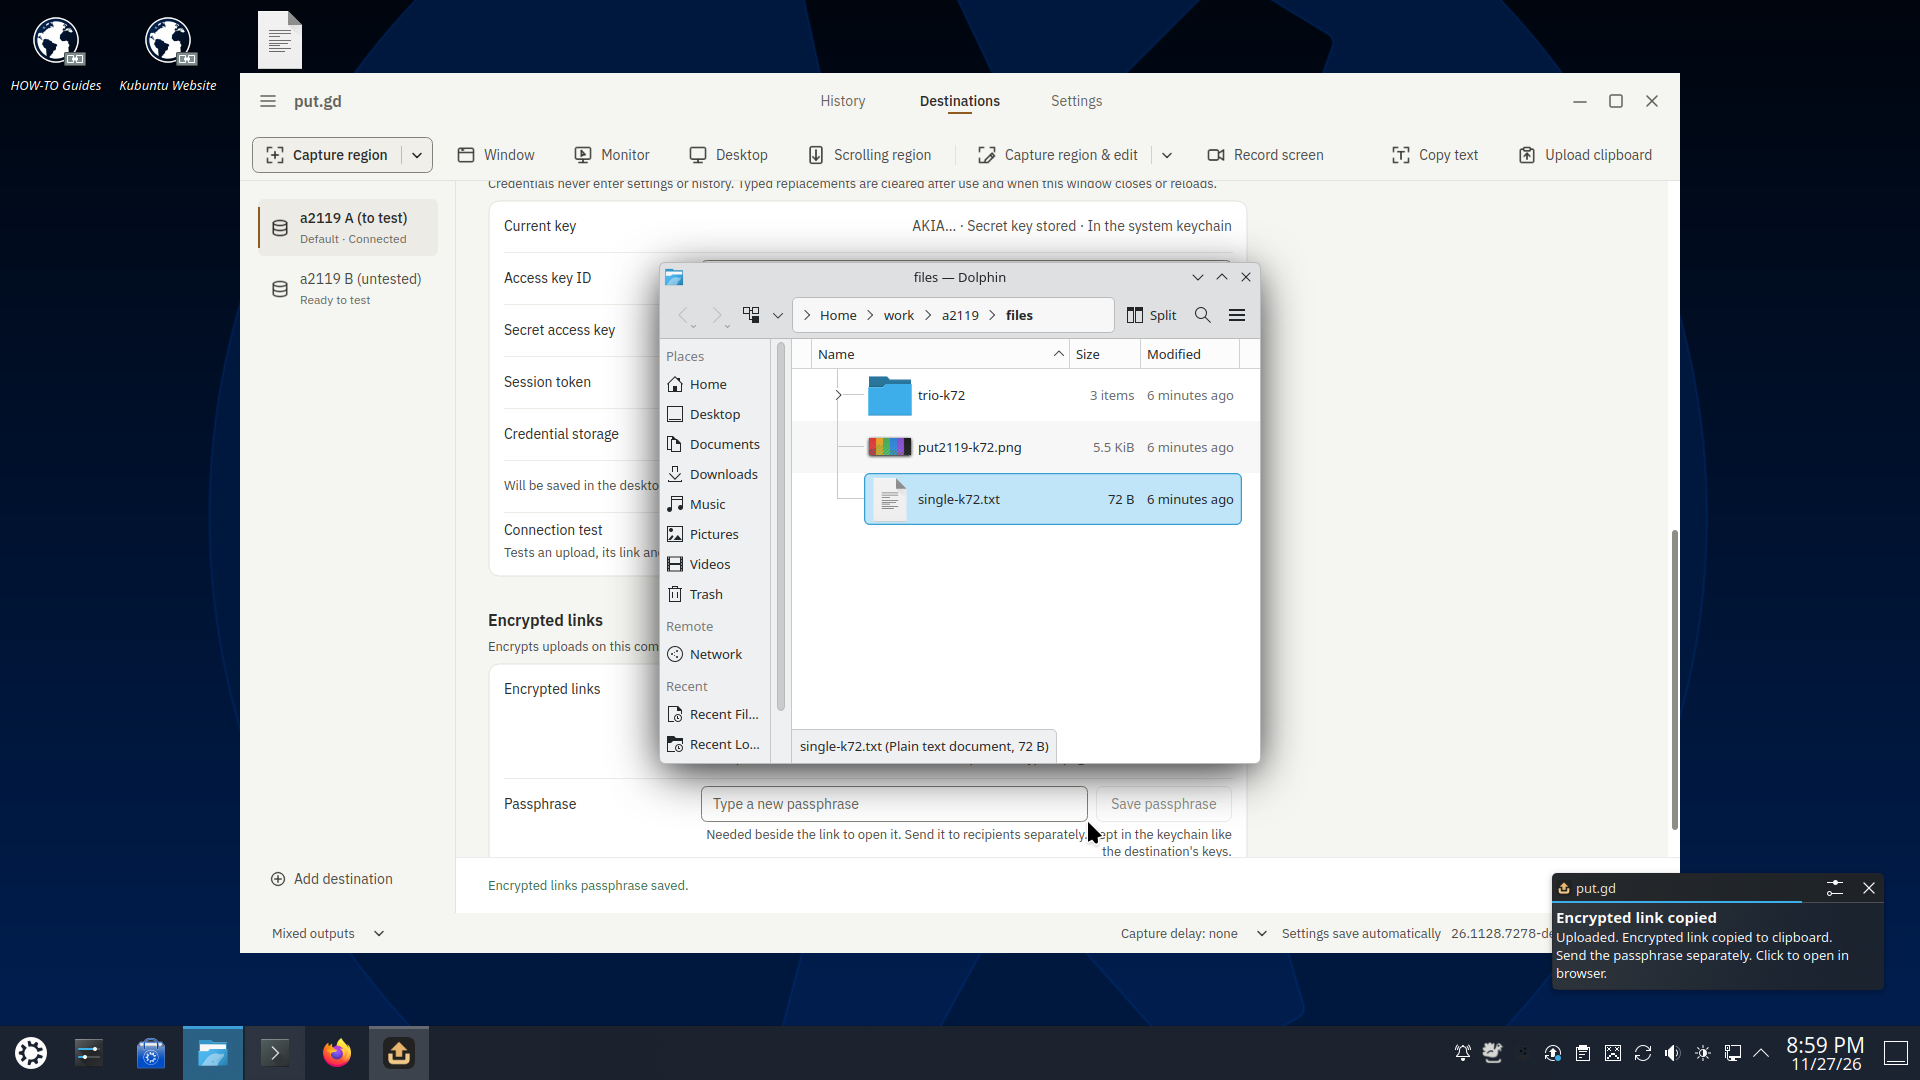 HOW-TO Guides
Kubuntu Website
put.gd
History
Destinations
Settings
Capture region
Window
Monitor
Desktop
Scrolling region
Capture region & edit
Record screen
Copy text
Upload clipboard
a2119 A (to test)
Default · Connected
a2119 B (untested)
Ready to test
Add destination
Credentials never enter settings or history. Typed replacements are cleared after use and when this window closes or reloads.
Current key
AKIA... · Secret key stored · In the system keychain
Access key ID
Secret access key
Session token
Credential storage
Will be saved in the deskto
Connection test
Tests an upload, its link an
Encrypted links
Encrypts uploads on this com
Encrypted links
Passphrase
Type a new passphrase
Save passphrase
Needed beside the link to open it. Send it to recipients separately. ept in the keychain like
the destination's keys.
Encrypted links passphrase saved.
Mixed outputs
Capture delay: none
Settings save automatically
26.1128.7278-de
files — Dolphin
Home
work
a2119
files
Split
Places
Home
Desktop
Documents
Downloads
Music
Pictures
Videos
Trash
Remote
Network
Recent
Recent Fil...
Recent Lo...
Name
Size
Modified
trio-k72
3 items
6 minutes ago
put2119-k72.png
5.5 KiB
6 minutes ago
single-k72.txt
72 B
6 minutes ago
single-k72.txt (Plain text document, 72 B)
put.gd
Encrypted link copied
Uploaded. Encrypted link copied to clipboard.
Send the passphrase separately. Click to open in
browser.
8:59 PM
11/27/26